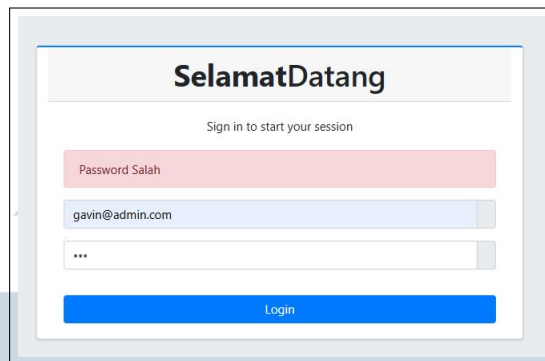 SelamatDatang
Sign in to start your session
Password Salah
gavin@admin.com
•••
Login